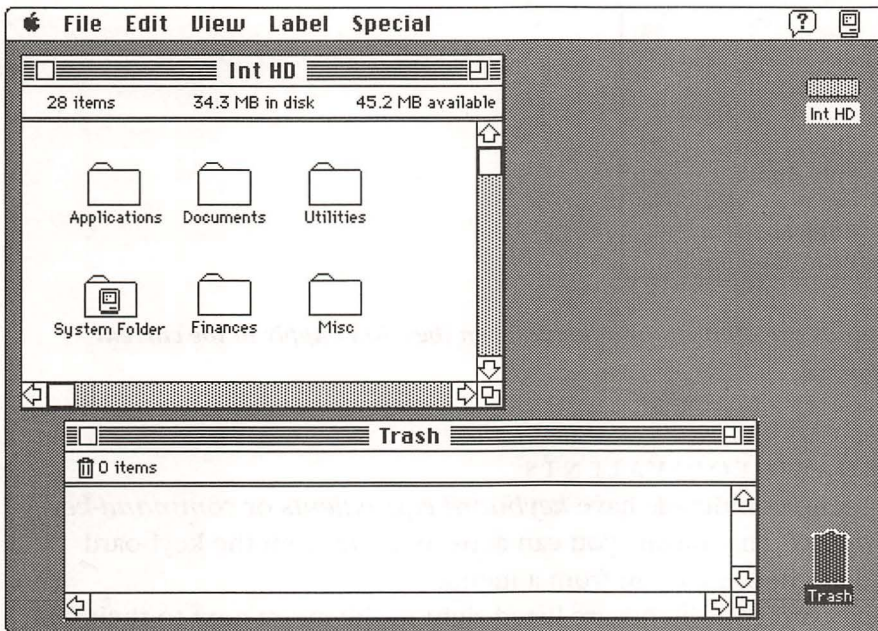 File Edit View Label Special
Int HD
28 items 34.3 MB in disk 45.2 MB available
Int HD
Applications Documents Utilities
System Folder Finances Misc
Trash
0 items
Trash